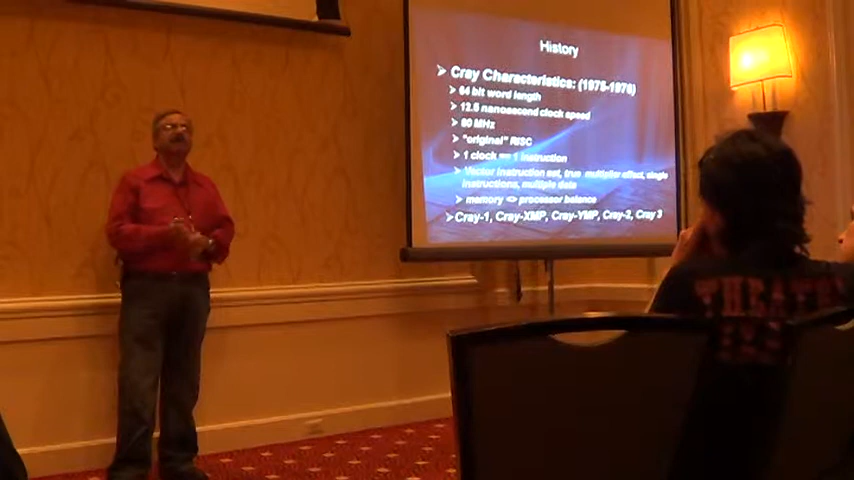 History
Cray Characteristics: (1975-1976)
64 bit word length
12.5 nanosecond clock speed
80 MHz
"original" RISC
1 clock == 1 instruction
Vector instruction set, true multiplier effect, single
instructions, multiple data
memory <> processor balance
Cray-1, Cray-XMP, Cray-YMP, Cray-2, Cray 3